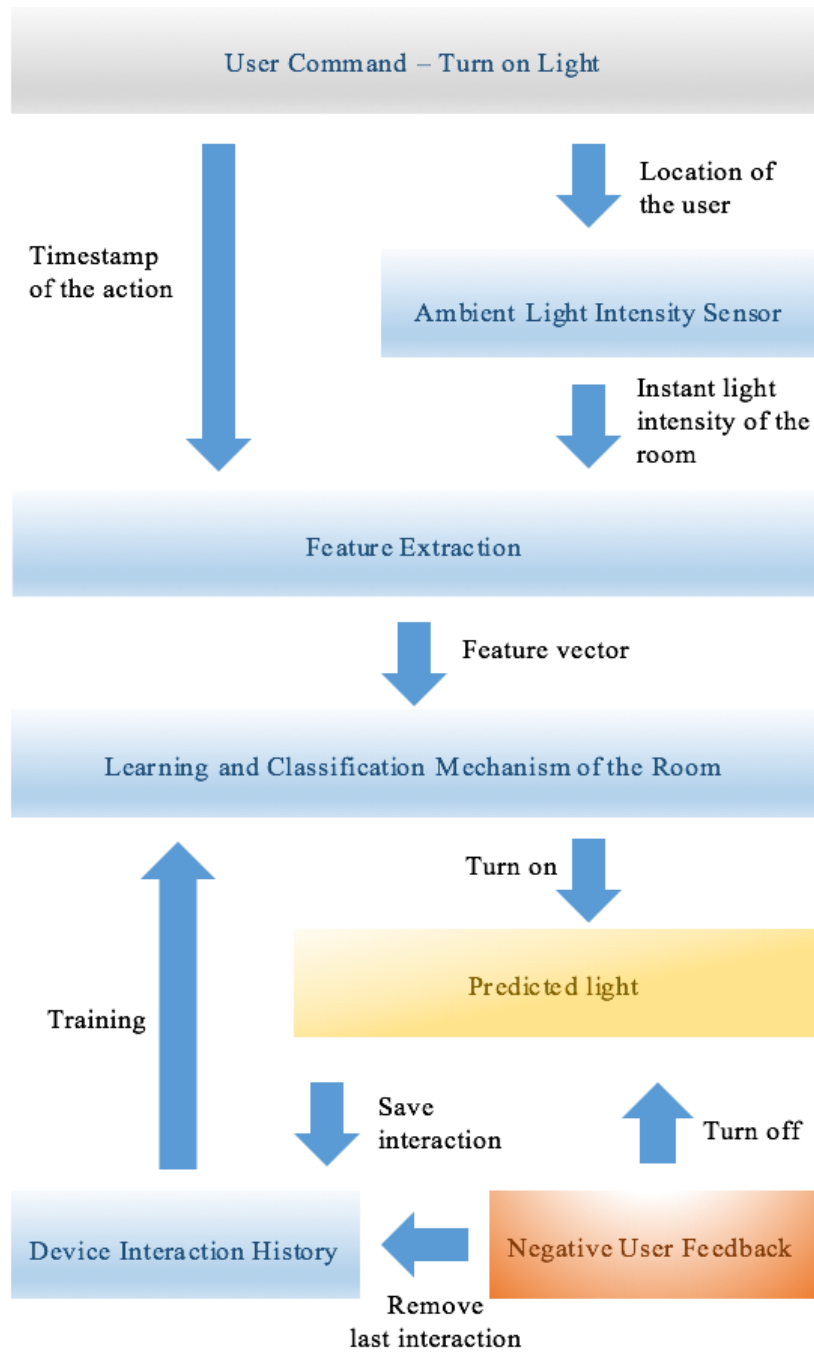 User Command – Turn on Light
Location of
the user
Timestamp
of the action
Ambient Light Intensity Sensor
Instant light
intensity of the
room
Feature Extraction
Feature vector
Learning and Classification Mechanism of the Room
Turn on
Predicted light
Training
Save
interaction
Turn off
Device Interaction History
Negative User Feedback
Remove
last interaction